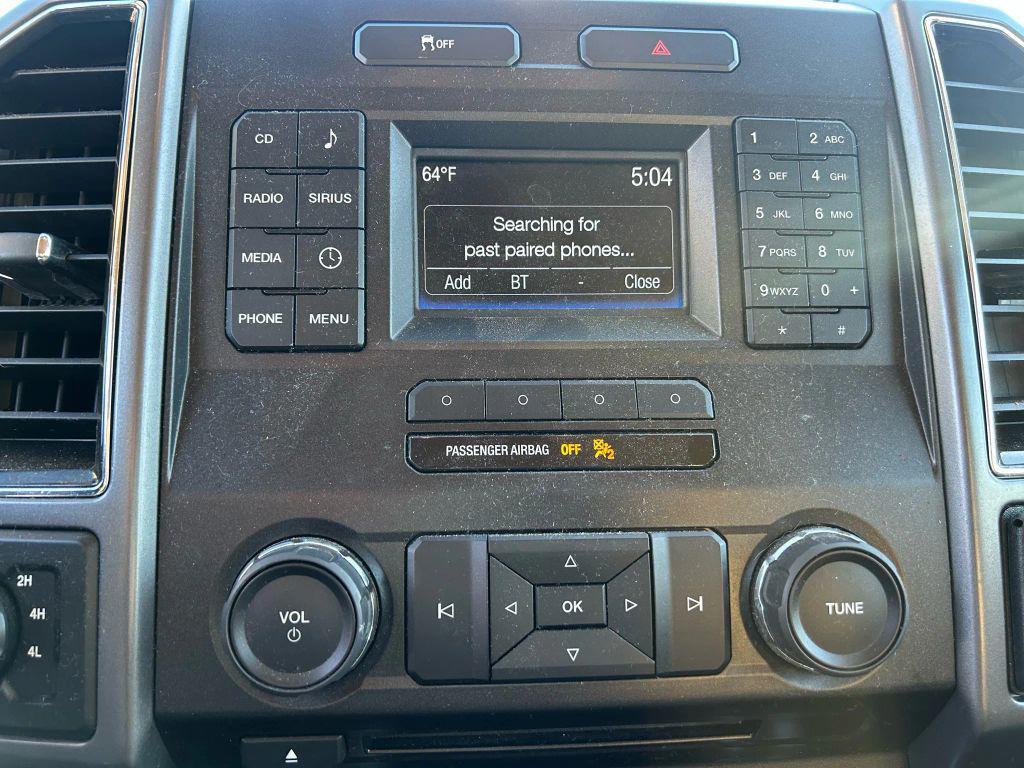 OFF
CD
RADIO SIRIUS
MEDIA
PHONE MENU
64°F 5:04
Searching for
past paired phones...
Add BT - Close
1 2 ABC
3 DEF 4 GHI
5 JKL 6 MNO
7 PQRS 8 TUV
9 WXYZ 0 +
* #
PASSENGER AIRBAG OFF 2
2H
4H
4L
VOL
OK
TUNE